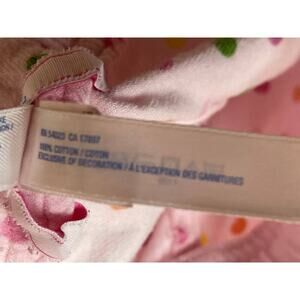 RN 54023 CA 17897
100% COTTON / COTON
EXCLUSIVE OF DECORATION / À L'EXCEPTION DES GARNITURES